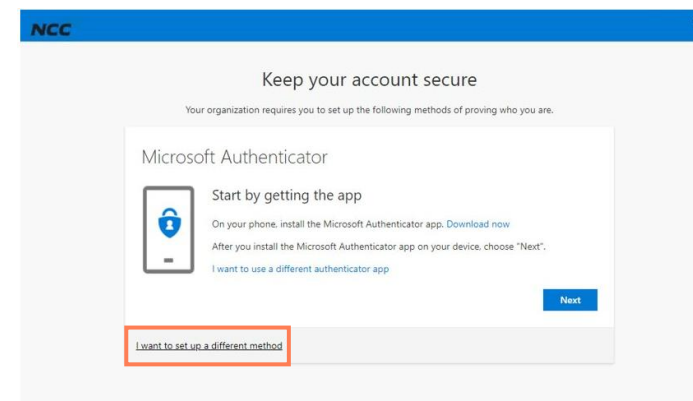 NCC
Keep your account secure
Your organization requires you to set up the following methods of proving who you are.
Microsoft Authenticator
Start by getting the app
On your phone, install the Microsoft Authenticator app. Download now
After you install the Microsoft Authenticator app on your device, choose "Next".
I want to use a different authenticator app
Next
I want to set up a different method